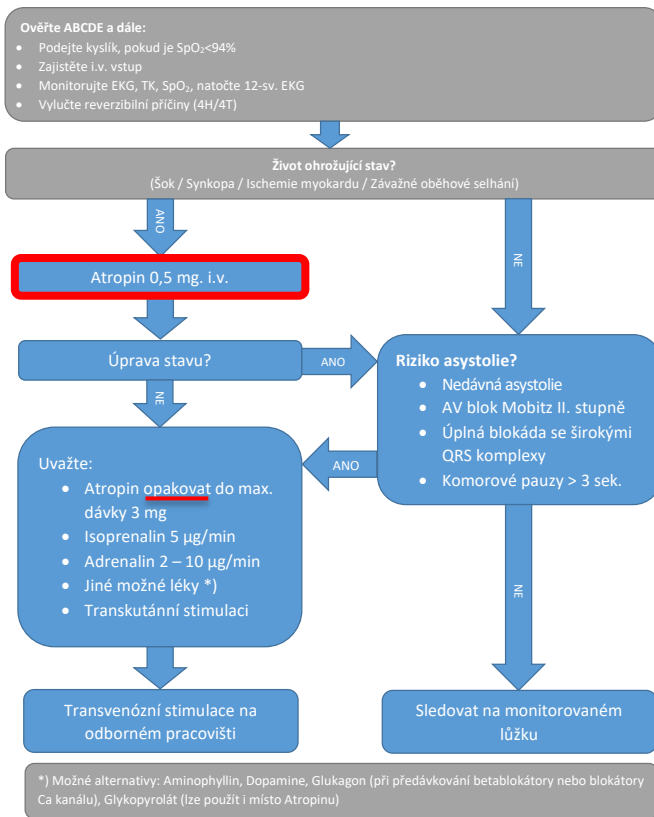 Ověřte ABCDE a dále:
• Podejte kyslík, pokud je SpO₂<94%
• Zajistěte i.v. vstup
• Monitorujte EKG, TK, SpO₂, natočte 12-sv. EKG
• Vylučte reverzibilní příčiny (4H/4T)
Život ohrožující stav?
(Šok / Synkopa / Ischemie myokardu / Závažné oběhové selhání)
ANO
NE
Atropin 0,5 mg. i.v.
Úprava stavu?
ANO
NE
Riziko asystolie?
• Nedávná asystolie
• AV blok Mobitz II. stupně
• Úplná blokáda se širokými
QRS komplexy
• Komorové pauzy > 3 sek.
ANO
NE
Uvažte:
• Atropin opakovat do max.
dávky 3 mg
• Isoprenalin 5 µg/min
• Adrenalin 2 – 10 µg/min
• Jiné možné léky *)
• Transkutánní stimulaci
Transvenózní stimulace na
odborném pracovišti
Sledovat na monitorovaném
lůžku
*) Možné alternativy: Aminophyllin, Dopamine, Glukagon (při předávkování betablokátory nebo blokátory
Ca kanálu), Glykopyrolát (lze použít i místo Atropinu)